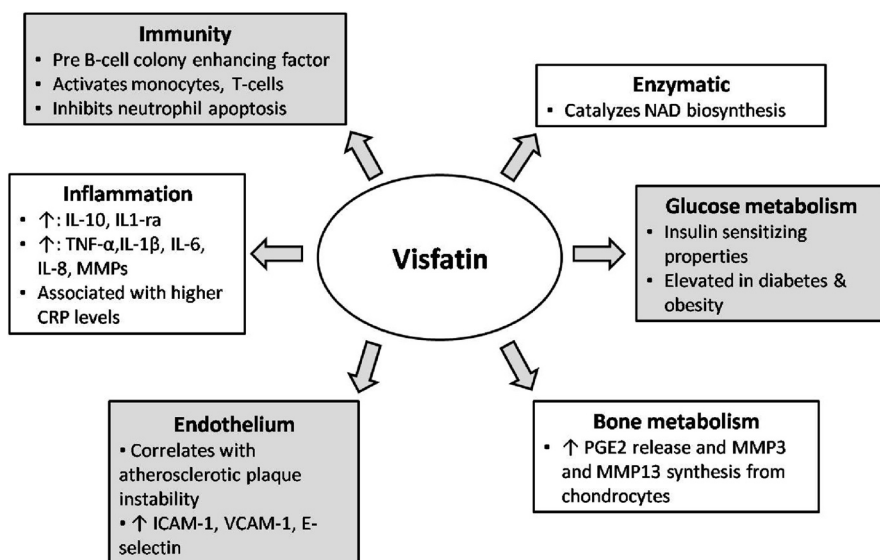 Immunity
▪ Pre B-cell colony enhancing factor
▪ Activates monocytes, T-cells
▪ Inhibits neutrophil apoptosis
Enzymatic
▪ Catalyzes NAD biosynthesis
Inflammation
▪ ↑: IL-10, IL1-ra
▪ ↑: TNF-α,IL-1β, IL-6,
IL-8, MMPs
▪ Associated with higher
CRP levels
Visfatin
Glucose metabolism
▪ Insulin sensitizing
properties
▪ Elevated in diabetes &
obesity
Endothelium
▪ Correlates with
atherosclerotic plaque
instability
▪ ↑ ICAM-1, VCAM-1, E-
selectin
Bone metabolism
▪ ↑ PGE2 release and MMP3
and MMP13 synthesis from
chondrocytes